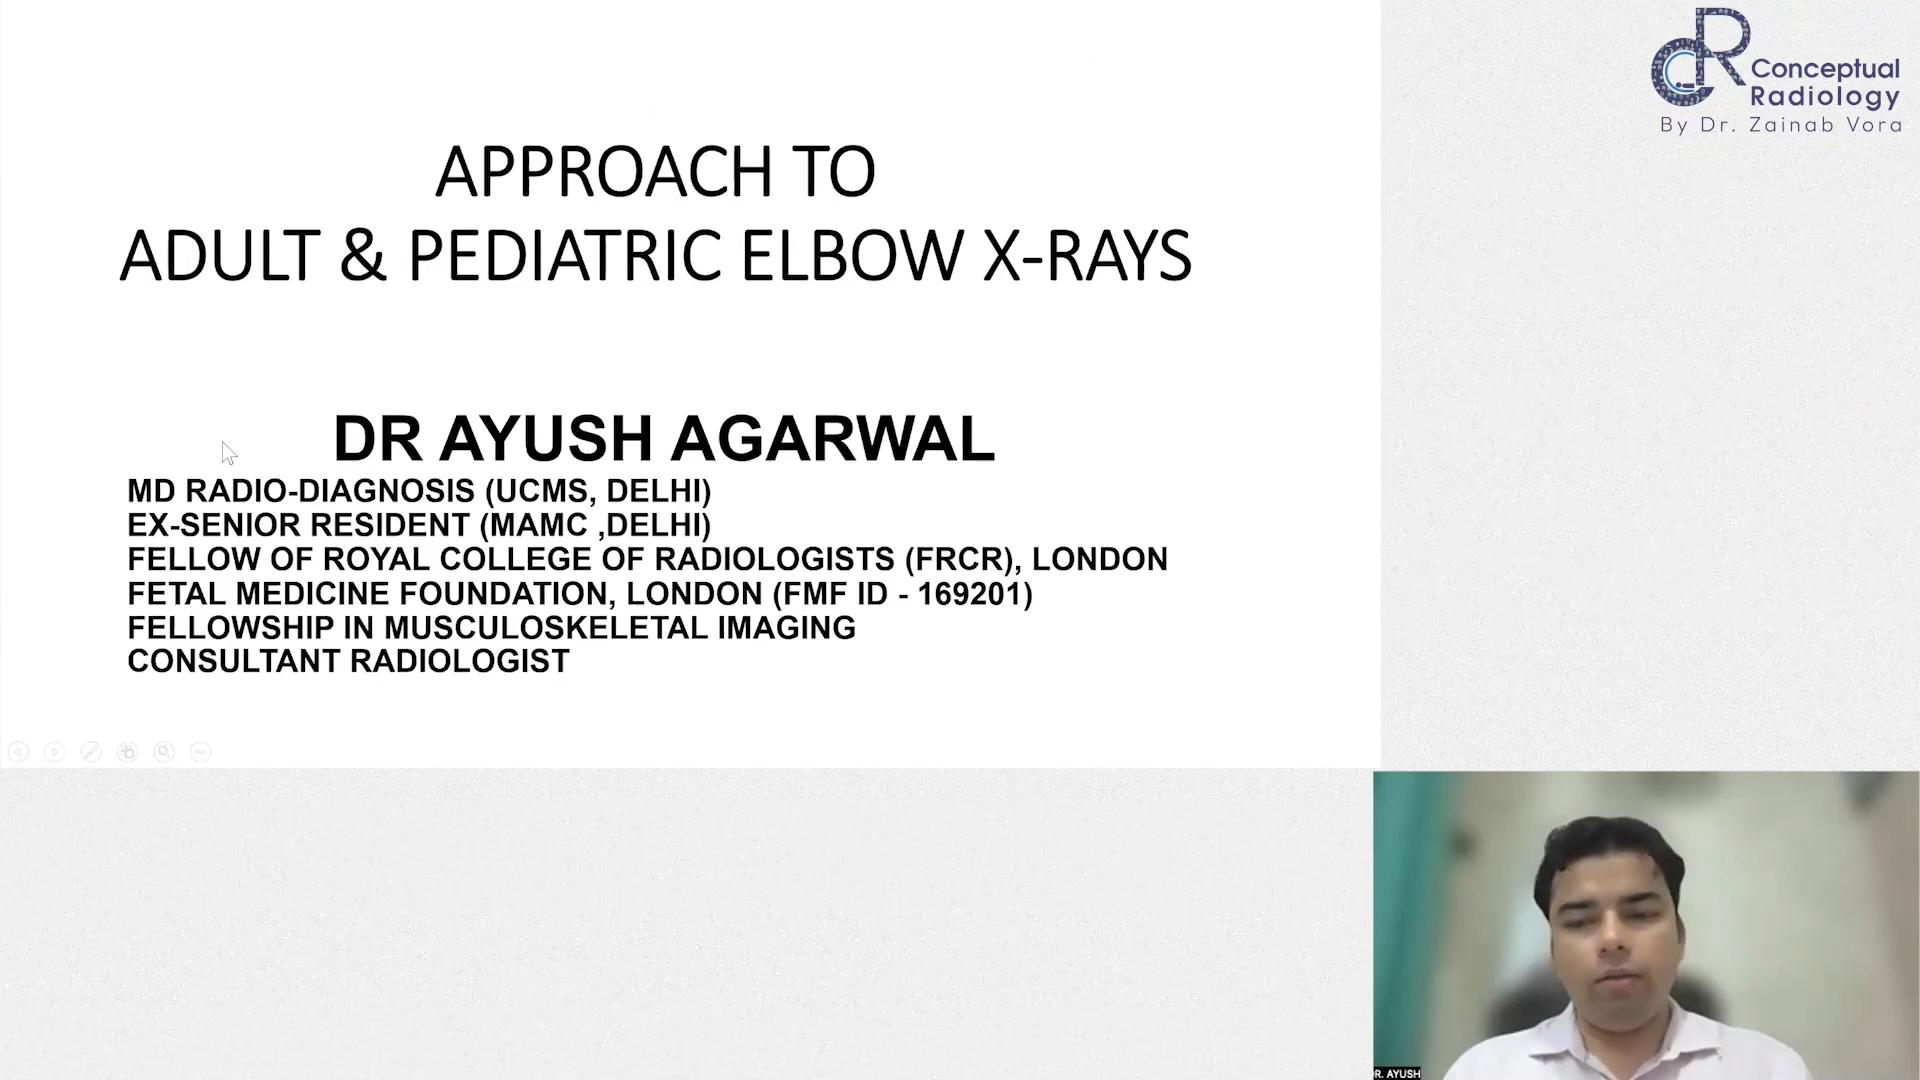 Conceptual
Radiology
By Dr. Zainab Vora
APPROACH TO
ADULT & PEDIATRIC ELBOW X-RAYS
DR AYUSH AGARWAL
MD RADIO-DIAGNOSIS (UCMS, DELHI)
EX-SENIOR RESIDENT (MAMC ,DELHI)
FELLOW OF ROYAL COLLEGE OF RADIOLOGISTS (FRCR), LONDON
FETAL MEDICINE FOUNDATION, LONDON (FMF ID - 169201)
FELLOWSHIP IN MUSCULOSKELETAL IMAGING
CONSULTANT RADIOLOGIST
R. AYUSH